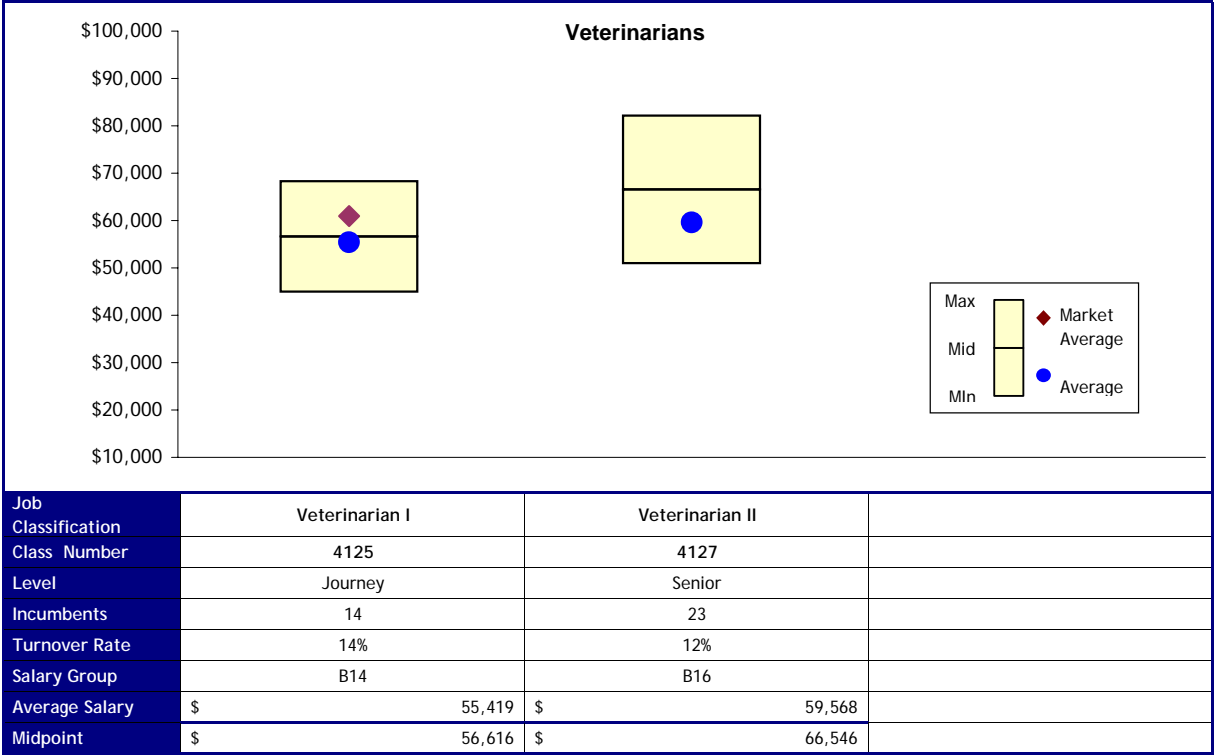 Veterinarians
$100,000
$90,000
$80,000
$70,000
$60,000
$50,000
$40,000
$30,000
$20,000
$10,000
Max
Mid
MIn
Market
Average
Average
Job
Classification
Veterinarian I
Veterinarian II
Class Number 4125 4127
Level Journey Senior
Incumbents 14 23
Turnover Rate 14% 12%
Salary Group B14 B16
Average Salary $ 55,419 $ 59,568
Midpoint $ 56,616 $ 66,546